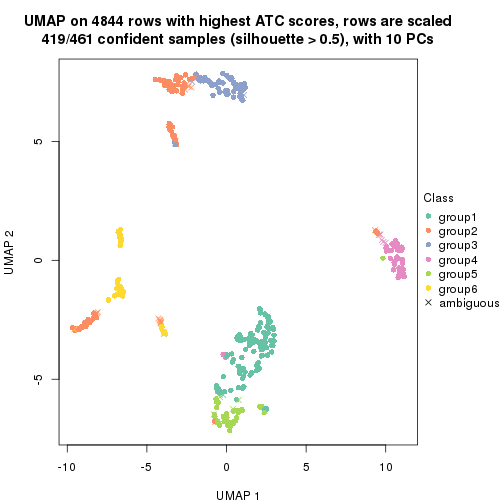 UMAP on 4844 rows with highest ATC scores, rows are scaled
419/461 confident samples (silhouette > 0.5), with 10 PCs
5
0
-5
UMAP 2
-10
-5
0
5
10
UMAP 1
Class
group1
group2
group3
group4
group5
group6
ambiguous